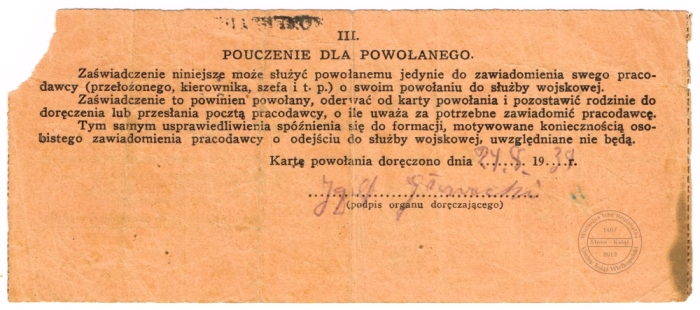 III.
POUCZENIE DLA POWOŁANEGO.
Zaświadczenie niniejsze może służyć powołanemu jedynie do zawiadomienia swego praco-
dawcy (przełożonego, kierownika, szefa i t. p.) o swoim powołaniu do służby wojskowej.
Zaświadczenie to powinien powołany, oderwać od karty powołania i pozostawić rodzinie do
doręczenia lub przesłania pocztą pracodawcy, o ile uważa za potrzebne zawiadomić pracodawcę.
Tym samym usprawiedliwienia spóźnienia się do formacji, motywowane koniecznością oso-
bistego zawiadomienia pracodawcy o odejściu do służby wojskowej, uwzględniane nie będą.
Kartę powołania doręczono dnia 24.8. 1939 r.
(podpis organu doręczającego)